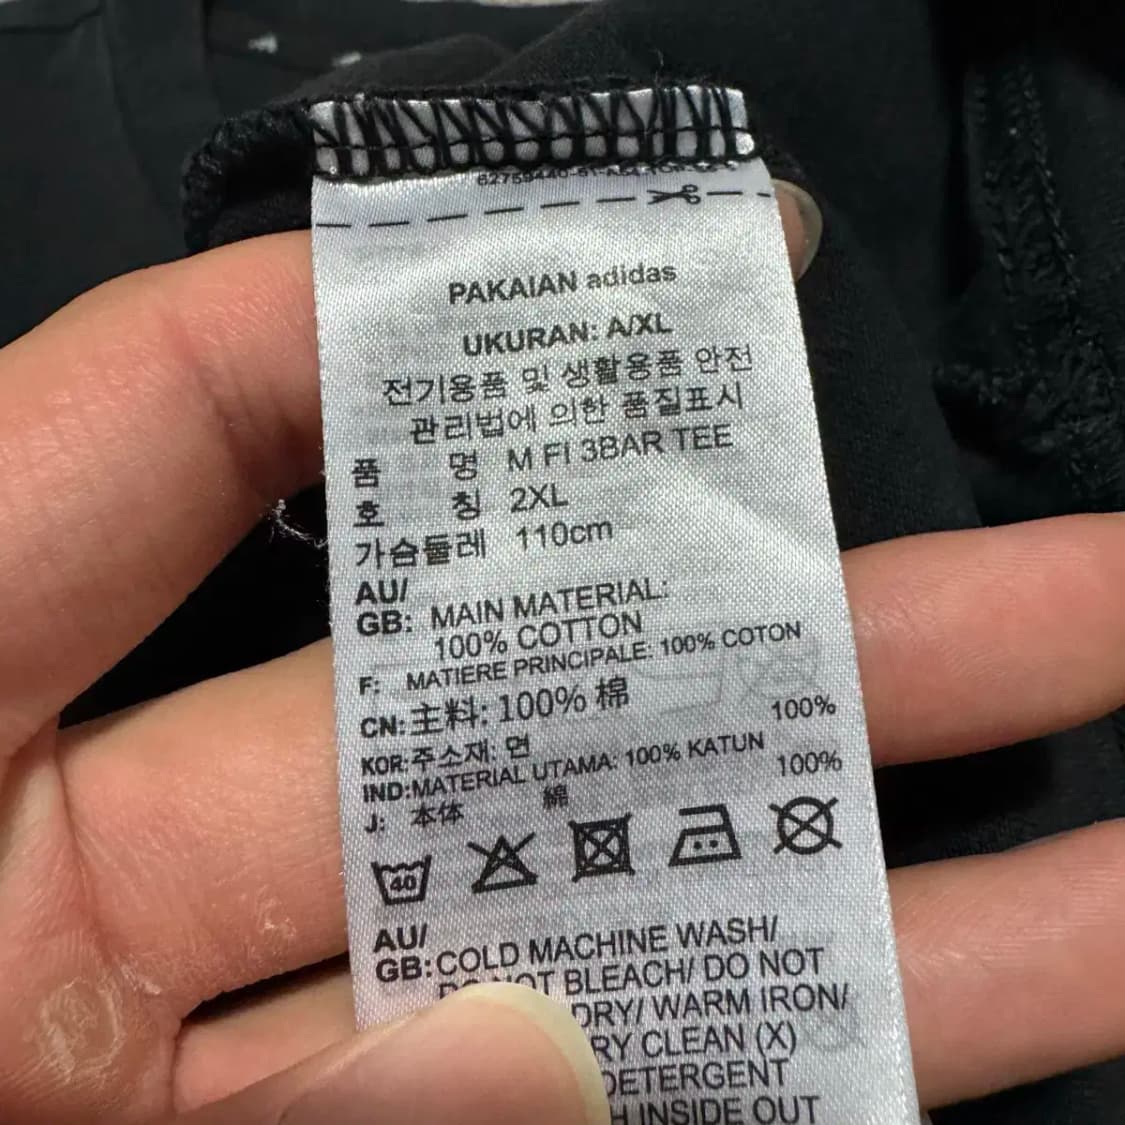 PAKAIAN adidas
UKURAN: A/XL
전기용품 및 생활용품 안전
관리법에 의한 품질표시
품 명 M FI 3BAR TEE
호 칭 2XL
가슴둘레 110cm
AU/
GB: MAIN MATERIAL:
100% COTTON
F: MATIERE PRINCIPALE: 100% COTON
CN: 主料: 100% 棉
KOR: 주소재: 면 100%
IND: MATERIAL UTAMA: 100% KATUN
J: 本体 綿 100%
40
AU/
GB: COLD MACHINE WASH/
NOT BLEACH/ DO NOT
DRY/ WARM IRON/
CLEAN (X)
DETERGENT
INSIDE OUT